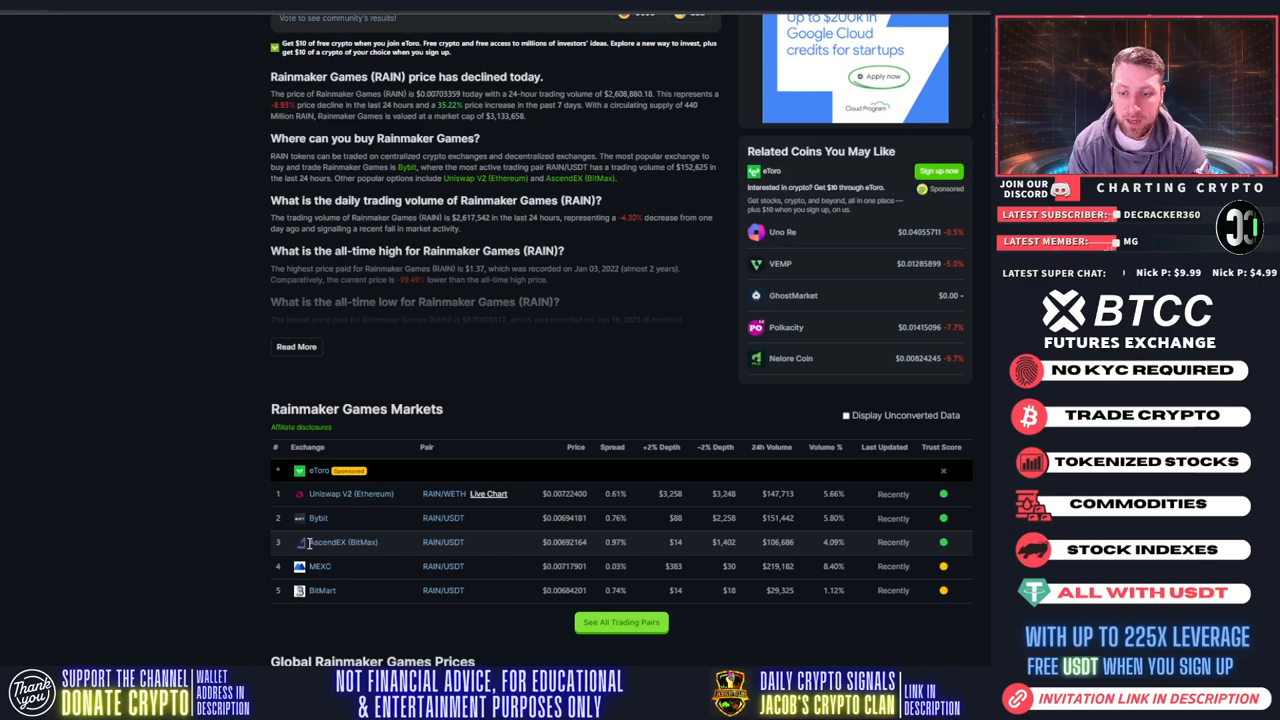 Vote to see community's results!
Get $10 of free crypto when you join eToro. Free crypto and free access to millions of investors' ideas. Explore a new way to invest, plus
get $10 of a crypto of your choice when you sign up.
Rainmaker Games (RAIN) price has declined today.
The price of Rainmaker Games (RAIN) is $0.00703359 today with a 24-hour trading volume of $2,608,880.18. This represents a
-8.93% price decline in the last 24 hours and a 35.22% price increase in the past 7 days. With a circulating supply of 440
Million RAIN, Rainmaker Games is valued at a market cap of $3,133,658.
Where can you buy Rainmaker Games?
RAIN tokens can be traded on centralized crypto exchanges and decentralized exchanges. The most popular exchange to
buy and trade Rainmaker Games is Bybit, where the most active trading pair RAIN/USDT has a trading volume of $152,625 in
the last 24 hours. Other popular options include Uniswap V2 (Ethereum) and AscendEX (BitMax).
What is the daily trading volume of Rainmaker Games (RAIN)?
The trading volume of Rainmaker Games (RAIN) is $2,617,542 in the last 24 hours, representing a -4.30% decrease from one
day ago and signalling a recent fall in market activity.
What is the all-time high for Rainmaker Games (RAIN)?
The highest price paid for Rainmaker Games (RAIN) is $1.37, which was recorded on Jan 03, 2022 (almost 2 years).
Comparatively, the current price is -99.49% lower than the all-time high price.
What is the all-time low for Rainmaker Games (RAIN)?
Read More
Up to $200k in
Google Cloud
credits for startups
Apply now
Cloud Program
Related Coins You May Like
eToro
Sign up now
Interested in crypto? Get $10 through eToro.
Sponsored
Get stocks, crypto, and beyond, all in one place—
plus $10 when you sign up, on us.
Uno Re $0.04055711 -0.5%
VEMP $0.01285899 -5.0%
GhostMarket $0.00 -
Polkacity $0.01415096 -7.7%
Nelore Coin $0.00824245 -9.7%
Rainmaker Games Markets
Display Unconverted Data
Affiliate disclosures
# Exchange Pair Price Spread +2% Depth -2% Depth 24h Volume Volume % Last Updated Trust Score
* eToro Sponsored ×
1 Uniswap V2 (Ethereum) RAIN/WETH Live Chart $0.00722400 0.61% $3,258 $3,248 $147,713 5.66% Recently
2 Bybit RAIN/USDT $0.00694181 0.76% $88 $2,258 $151,442 5.80% Recently
3 AscendEX (BitMax) RAIN/USDT $0.00692164 0.97% $14 $1,402 $106,686 4.09% Recently
4 MEXC RAIN/USDT $0.00717901 0.03% $383 $30 $219,182 8.40% Recently
5 BitMart RAIN/USDT $0.00684201 0.74% $14 $18 $29,325 1.12% Recently
See All Trading Pairs
Global Rainmaker Games Prices
JOIN OUR
DISCORD
CHARTING CRYPTO
LATEST SUBSCRIBER: DECRACKER360
LATEST MEMBER: MG
LATEST SUPER CHAT: Nick P: $9.99 Nick P: $4.99
BTCC
FUTURES EXCHANGE
NO KYC REQUIRED
TRADE CRYPTO
TOKENIZED STOCKS
COMMODITIES
STOCK INDEXES
ALL WITH USDT
WITH UP TO 225X LEVERAGE
FREE USDT WHEN YOU SIGN UP
INVITATION LINK IN DESCRIPTION
Thank you
SUPPORT THE CHANNEL
DONATE CRYPTO
WALLET
ADDRESS IN
DESCRIPTION
NOT FINANCIAL ADVICE, FOR EDUCATIONAL
& ENTERTAINMENT PURPOSES ONLY
DAILY CRYPTO SIGNALS
JACOB'S CRYPTO CLAN
LINK IN
DESCRIPTION